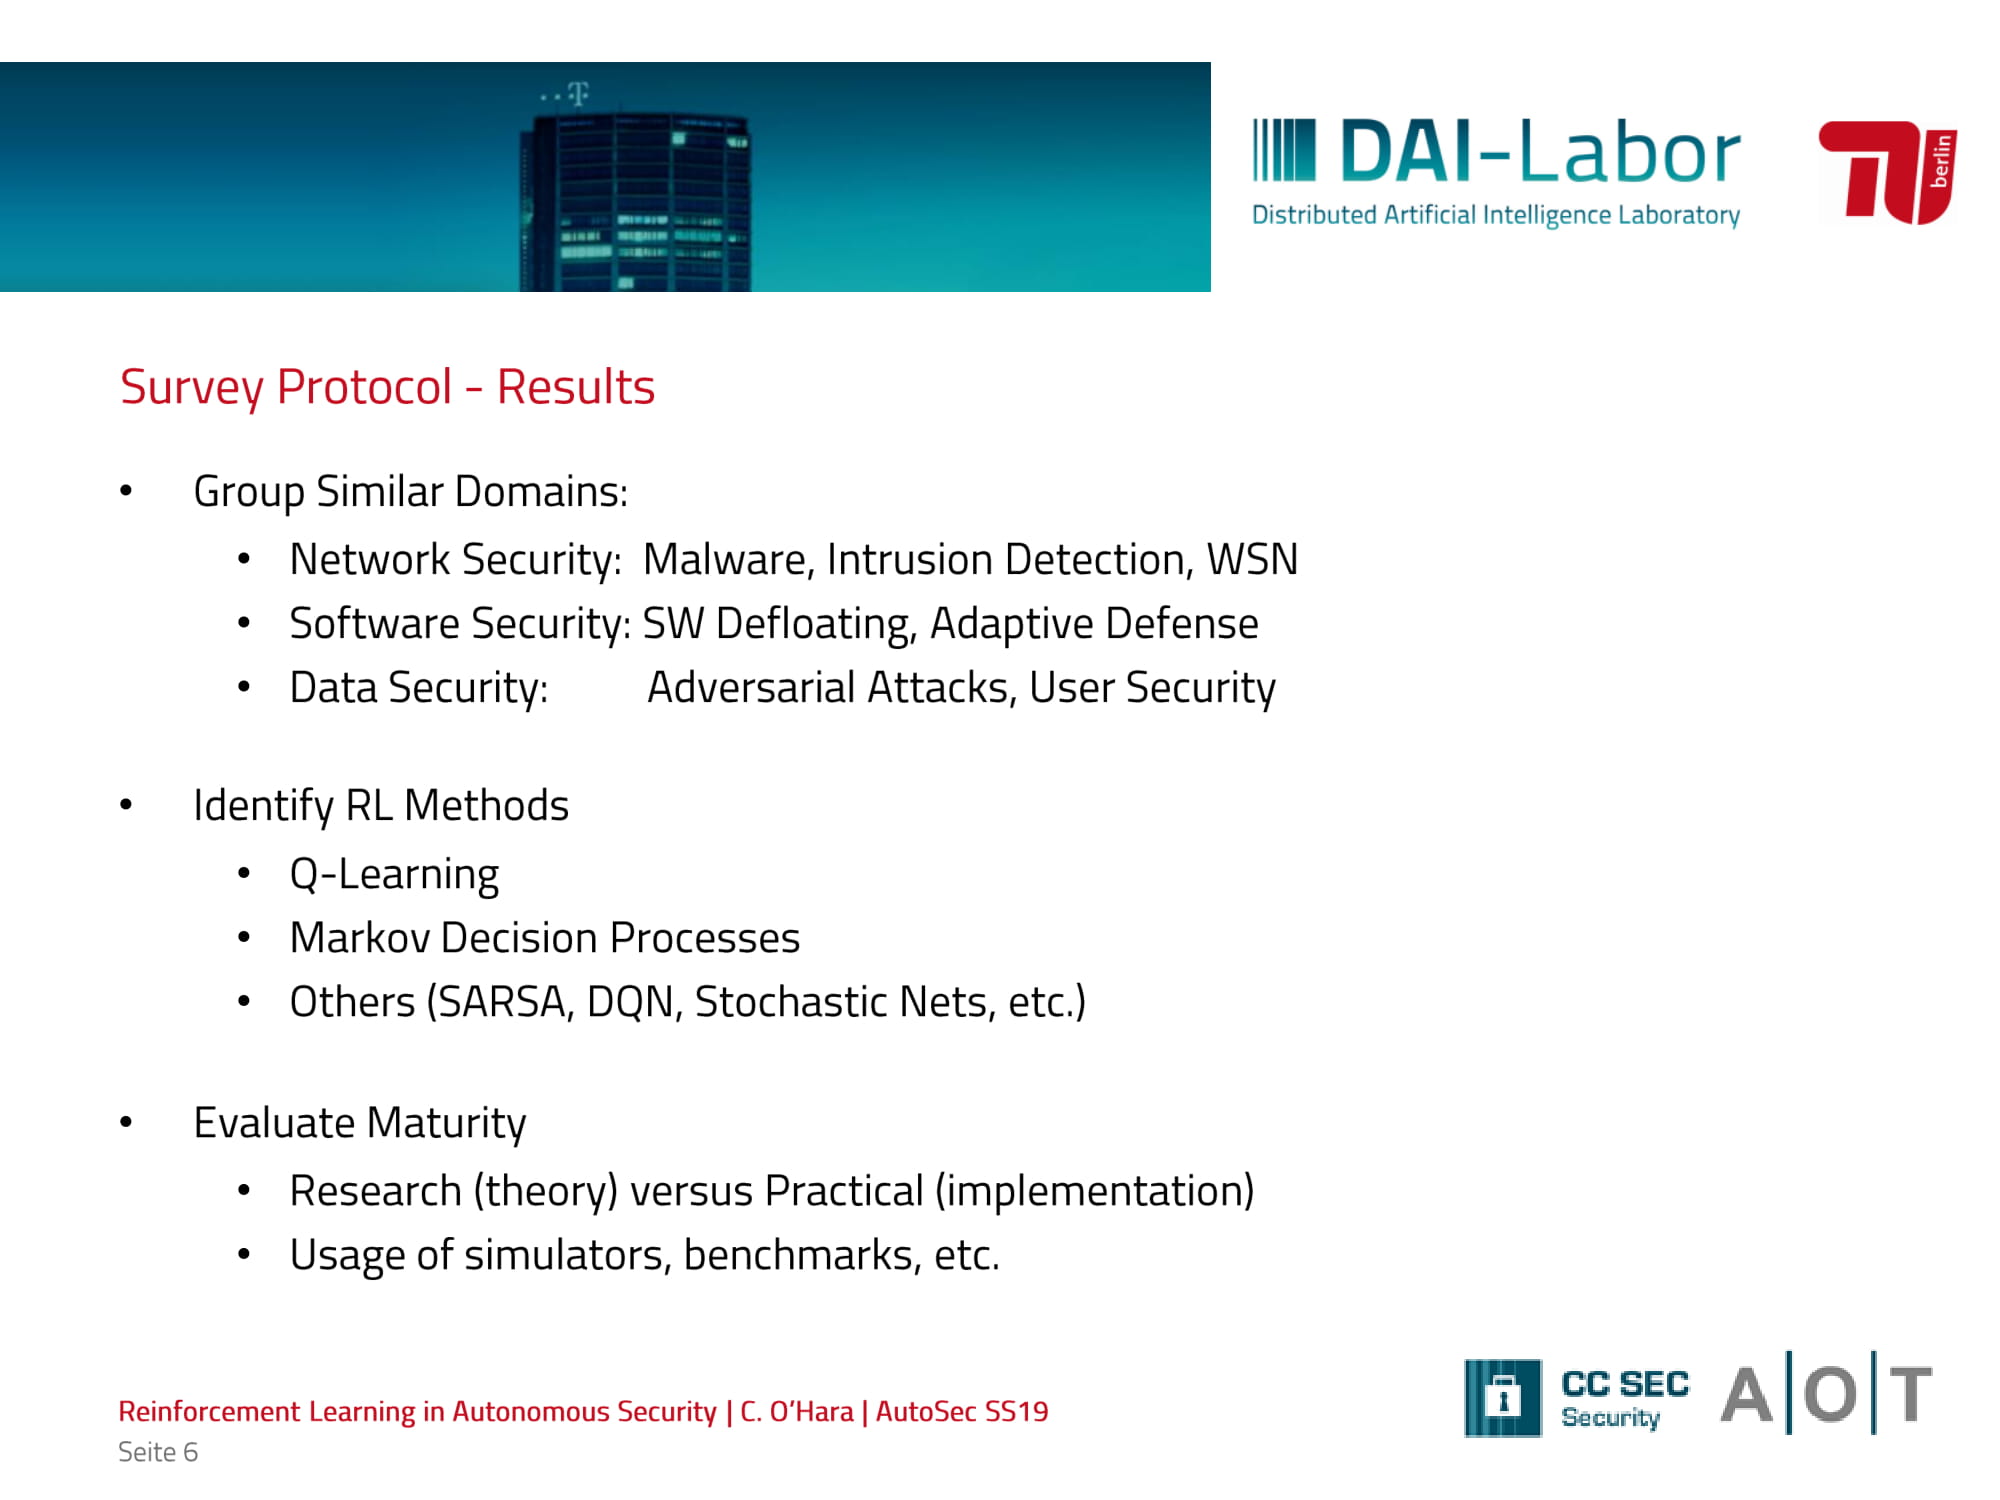 ..T
DAI-Labor
Distributed Artificial Intelligence Laboratory
berlin
Survey Protocol - Results
• Group Similar Domains:
• Network Security: Malware, Intrusion Detection, WSN
• Software Security: SW Defloating, Adaptive Defense
• Data Security: Adversarial Attacks, User Security
• Identify RL Methods
• Q-Learning
• Markov Decision Processes
• Others (SARSA, DQN, Stochastic Nets, etc.)
• Evaluate Maturity
• Research (theory) versus Practical (implementation)
• Usage of simulators, benchmarks, etc.
Reinforcement Learning in Autonomous Security | C. O’Hara | AutoSec SS19
Seite 6
CC SEC
Security
A|O|T